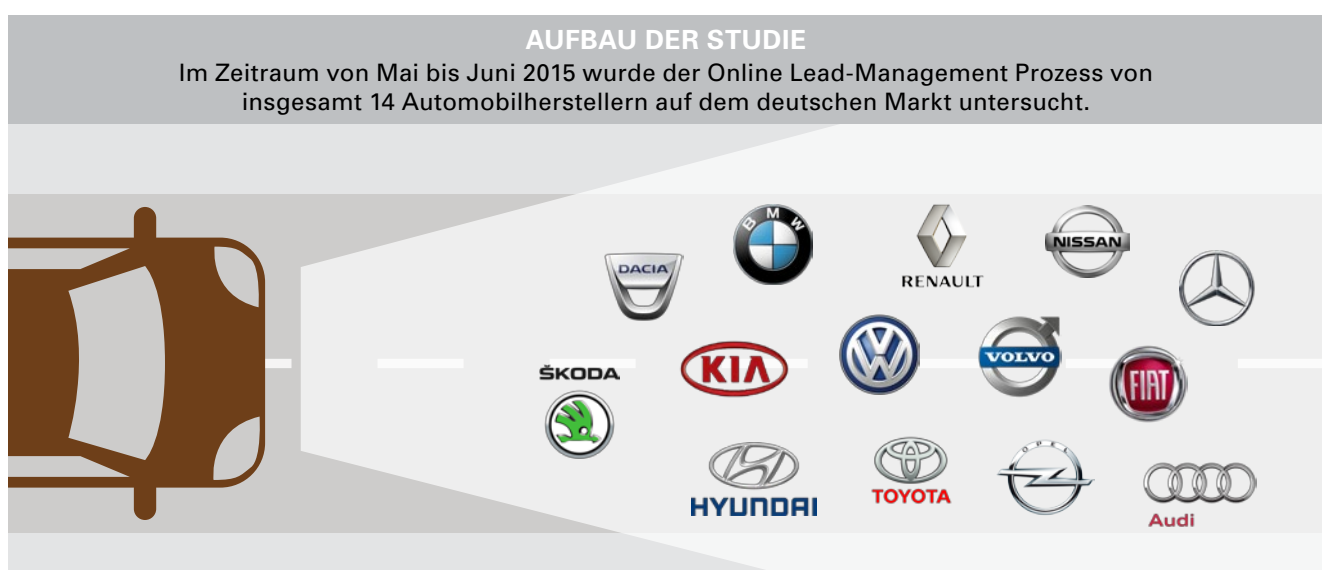 AUFBAU DER STUDIE
Im Zeitraum von Mai bis Juni 2015 wurde der Online Lead-Management Prozess von
insgesamt 14 Automobilherstellern auf dem deutschen Markt untersucht.
BMW
RENAULT
NISSAN
DACIA
ŠKODA
KIA
VW
VOLVO
FIAT
HYUNDAI
TOYOTA
OPEL
Audi